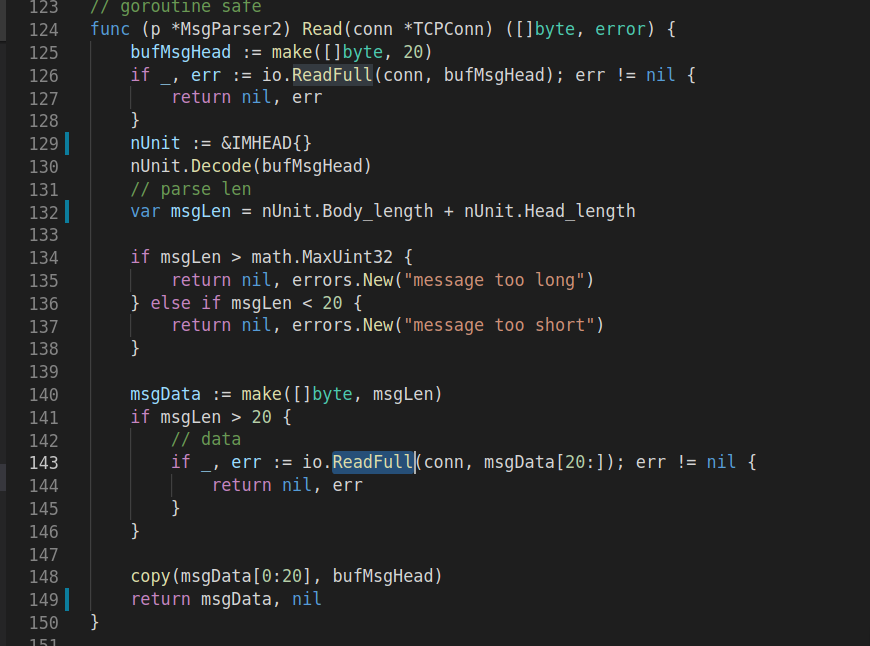 123 // goroutine safe
124 func (p *MsgParser2) Read(conn *TCPConn) ([]byte, error) {
125     bufMsgHead := make([]byte, 20)
126     if _, err := io.ReadFull(conn, bufMsgHead); err != nil {
127         return nil, err
128     }
129     nUnit := &IMHEAD{}
130     nUnit.Decode(bufMsgHead)
131     // parse len
132     var msgLen = nUnit.Body_length + nUnit.Head_length
133
134     if msgLen > math.MaxUint32 {
135         return nil, errors.New("message too long")
136     } else if msgLen < 20 {
137         return nil, errors.New("message too short")
138     }
139
140     msgData := make([]byte, msgLen)
141     if msgLen > 20 {
142         // data
143         if _, err := io.ReadFull(conn, msgData[20:]); err != nil {
144             return nil, err
145         }
146     }
147
148     copy(msgData[0:20], bufMsgHead)
149     return msgData, nil
150 }
151